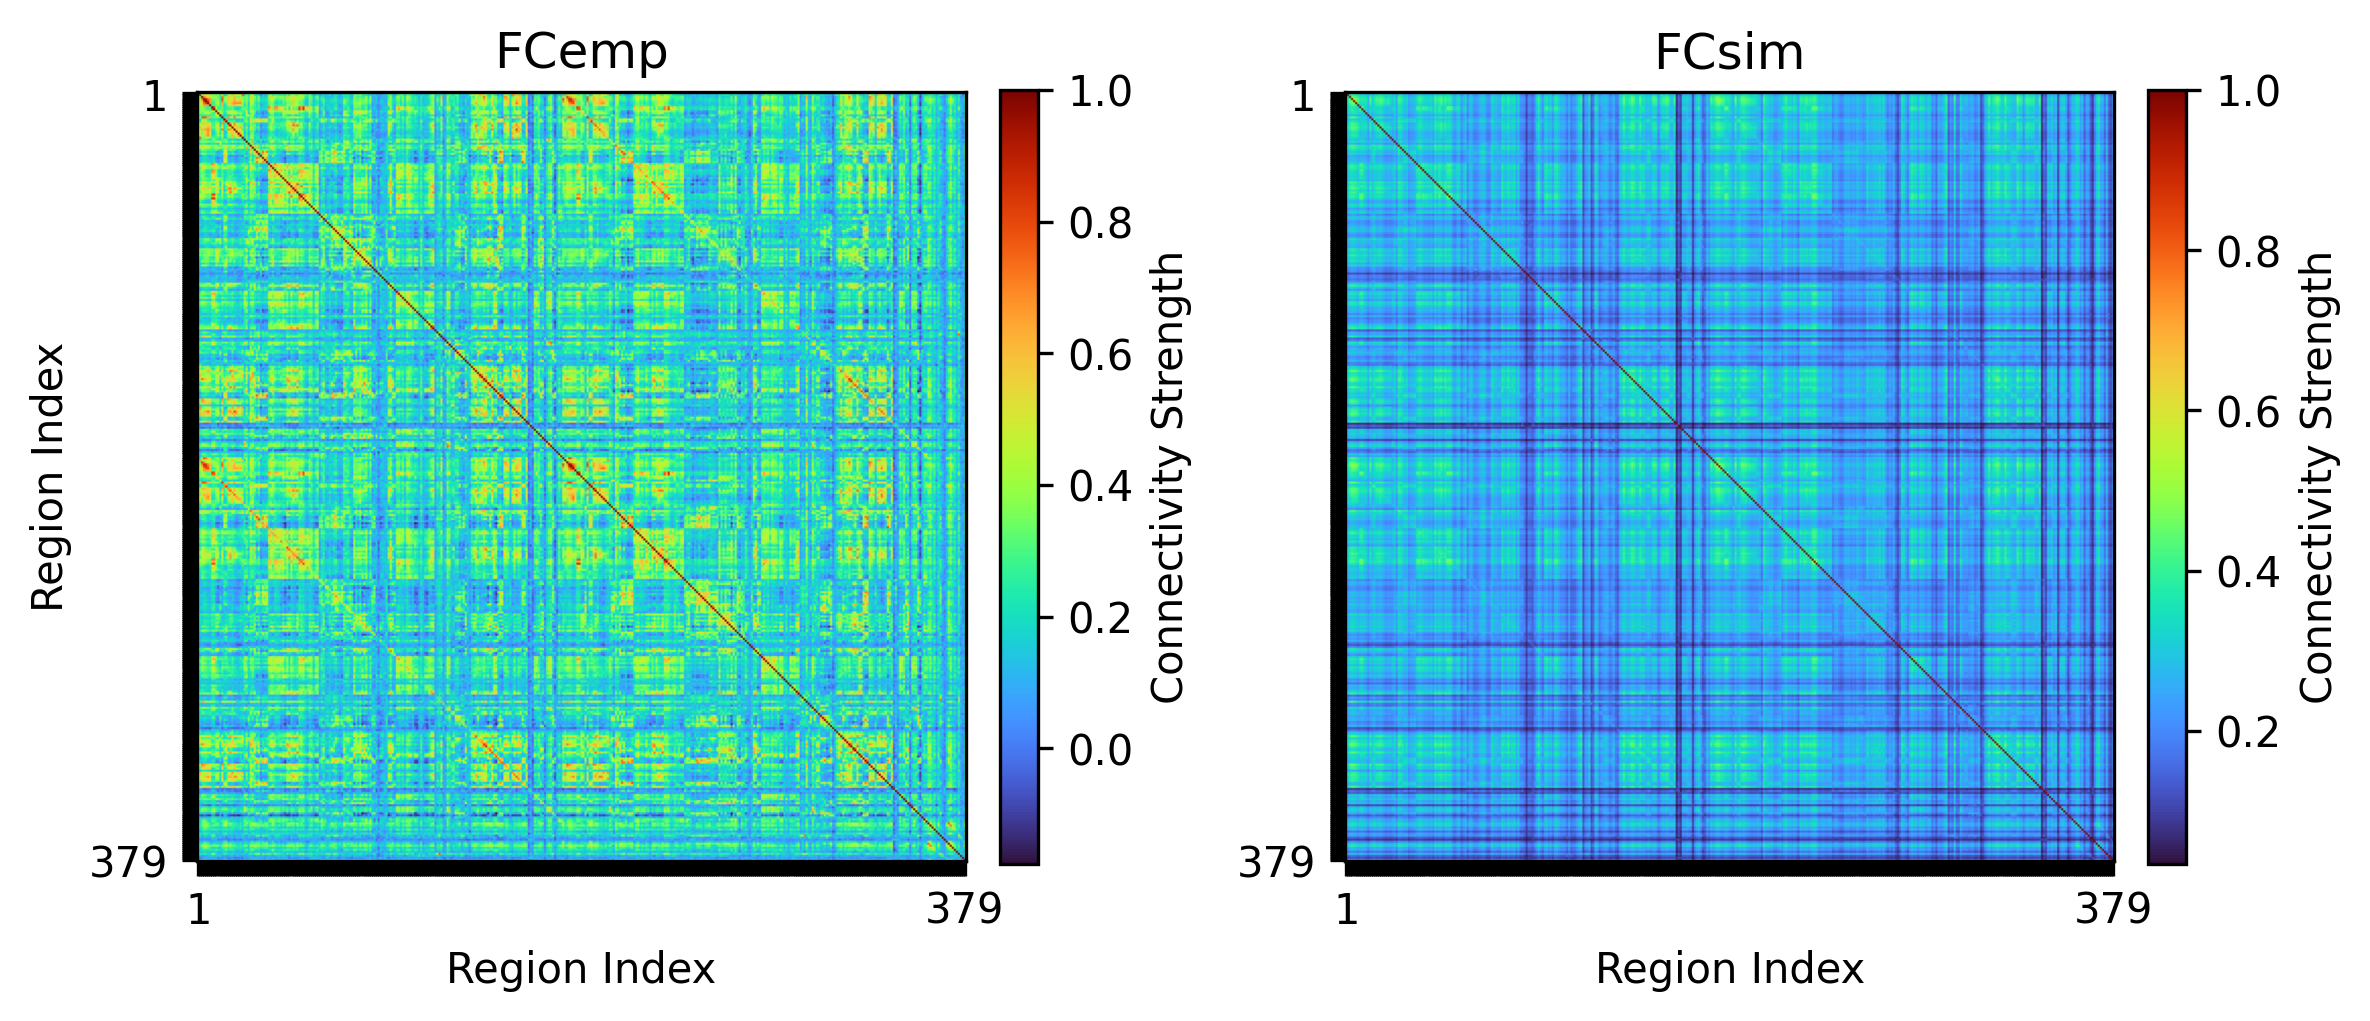 FCemp
1
379
1
379
Region Index
Region Index
1.0
0.8
0.6
0.4
0.2
0.0
Connectivity Strength
FCsim
1
379
1
379
Region Index
1.0
0.8
0.6
0.4
0.2
Connectivity Strength